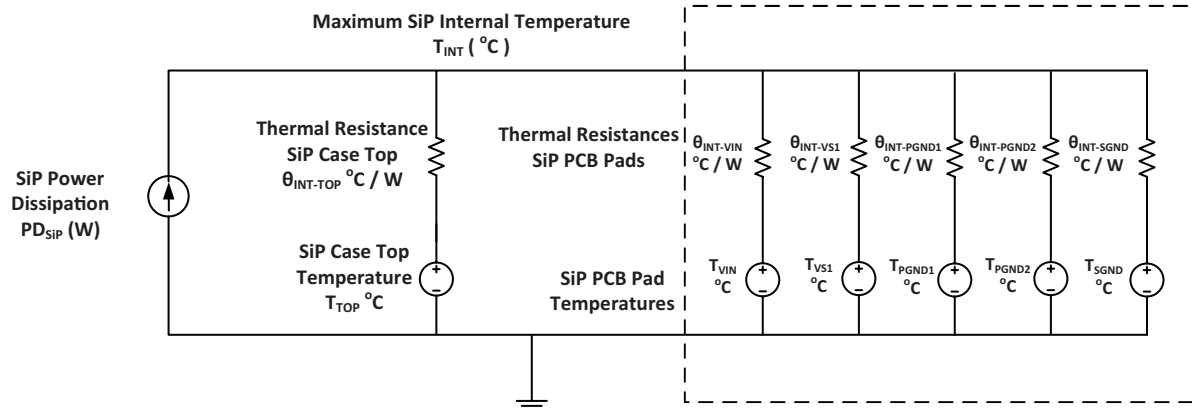 Maximum SiP Internal Temperature
T_INT ( °C)
Thermal Resistance
SiP Case Top
θ_INT-TOP °C / W
Thermal Resistances
SiP PCB Pads
θ_INT-VIN
°C / W
θ_INT-VS1
°C / W
θ_INT-PGND1
°C / W
θ_INT-PGND2
°C / W
θ_INT-SGND
°C / W
SiP Power
Dissipation
PD_SiP (W)
SiP Case Top
Temperature
T_TOP °C
SiP PCB Pad
Temperatures
T_VIN
°C
T_VS1
°C
T_PGND1
°C
T_PGND2
°C
T_SGND
°C